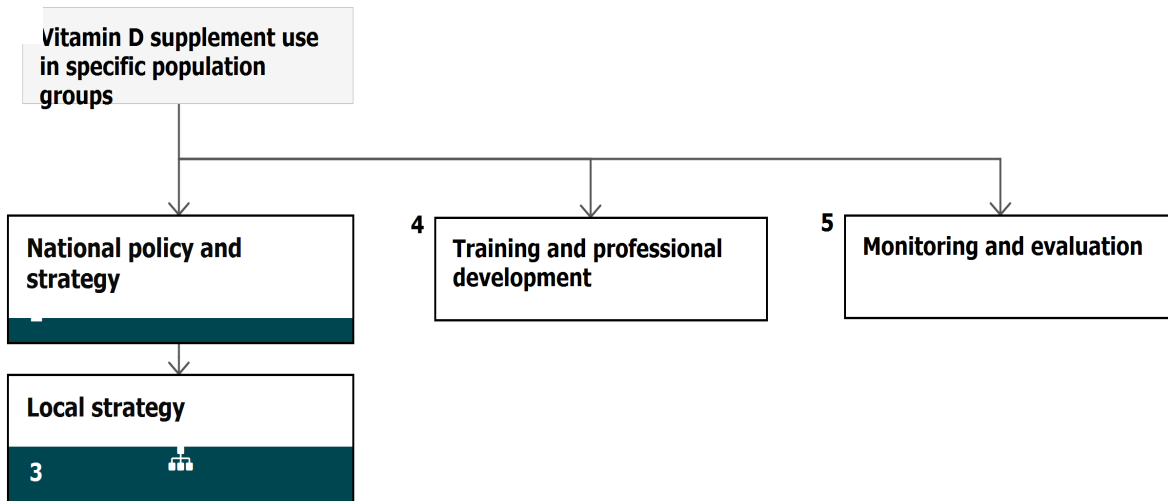 Vitamin D supplement use
in specific population
groups
National policy and
strategy
4
Training and professional
development
5
Monitoring and evaluation
Local strategy
3